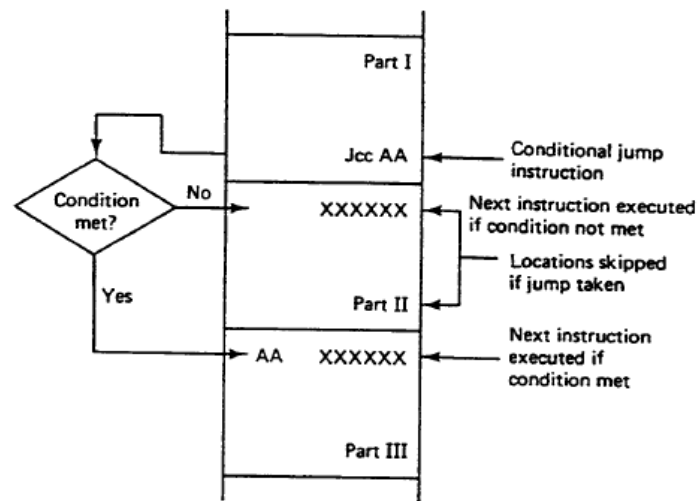 Part I
Jcc AA
Conditional jump
instruction
Condition
met?
No
XXXXXX
Next instruction executed
if condition not met
Locations skipped
if jump taken
Yes
Part II
AA XXXXXX
Next instruction
executed if
condition met
Part III